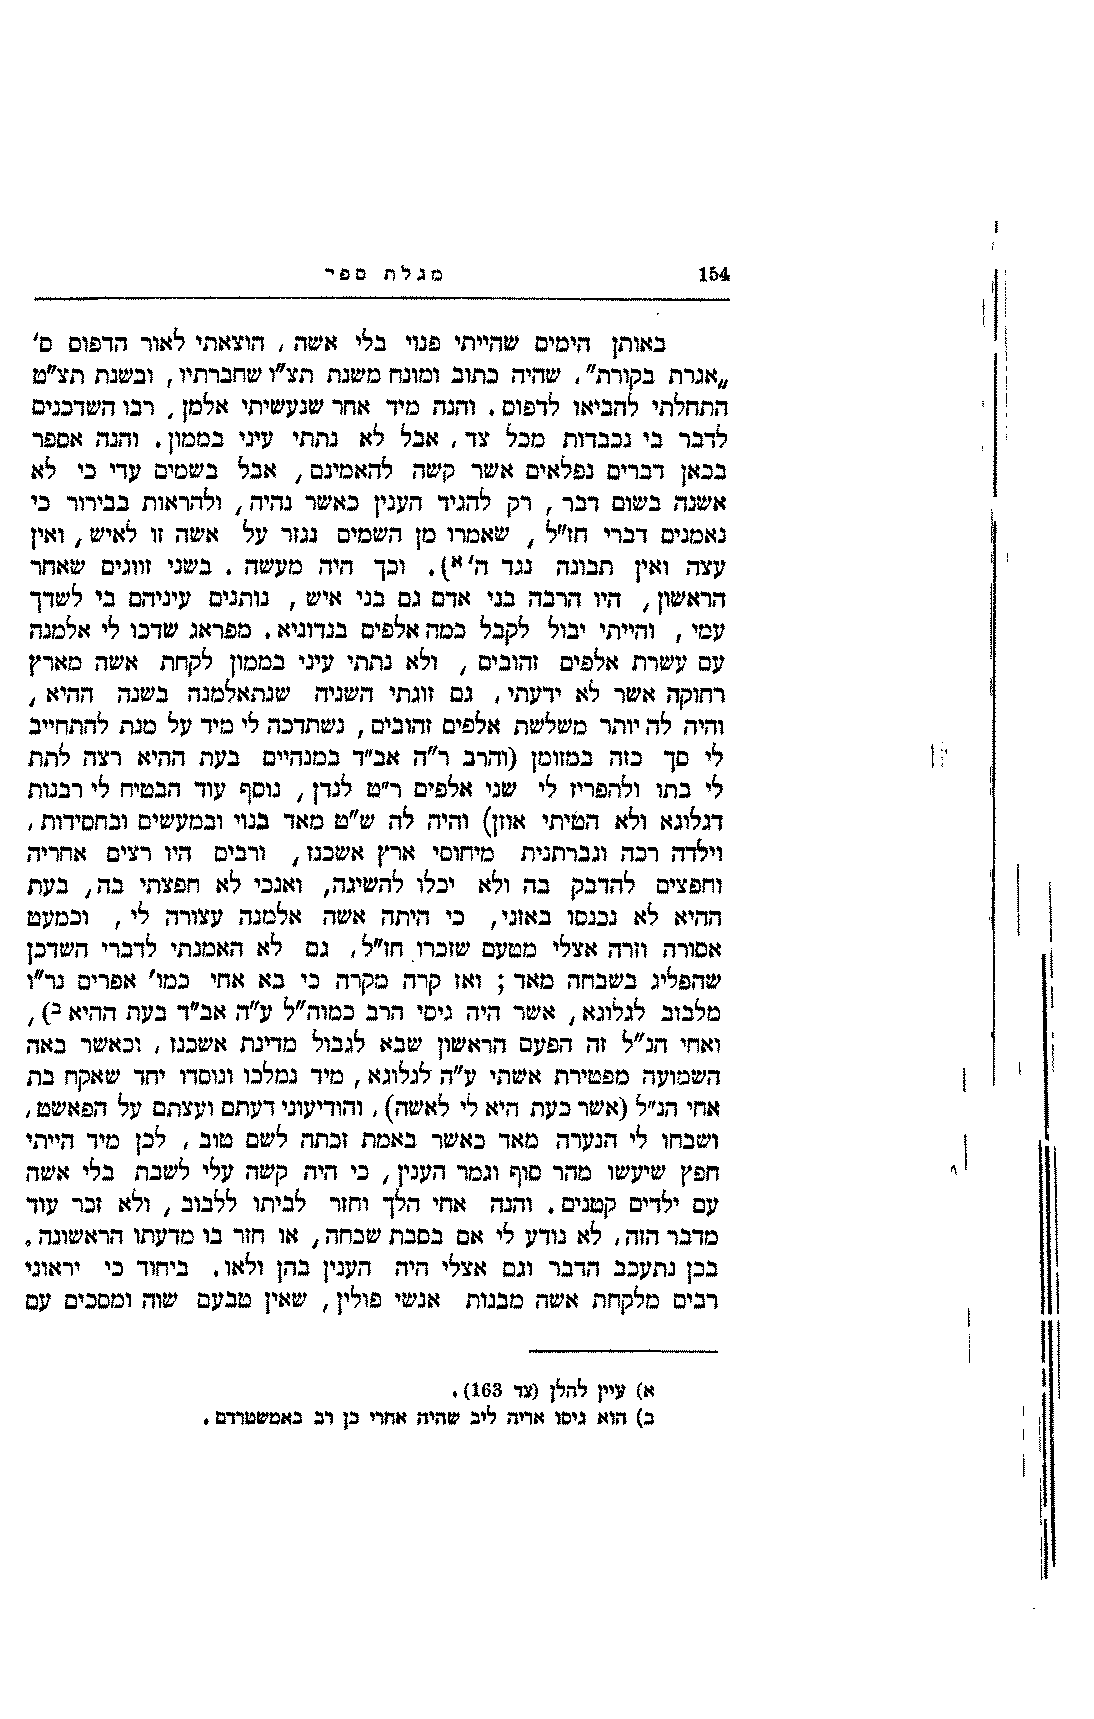 154 מגלת ספר
באותן הימים שהייתי פנוי בלי אשה, הוצאתי לאור הדפוס ס'
„אגרת בקורת". שהיה כתוב ומונח משנת תצ"ו שחברתיו, ובשנת תצ"ט
התחלתי להביאו לדפוס. והנה מיד אחר שנעשיתי אלמן, רבו השדכנים
לדבר בי נכבדות מכל צד, אבל לא נתתי עיני בממון. והנה אספר
בכאן דברים נפלאים אשר קשה להאמינם, אבל בשמים עדי כי לא
אשנה בשום דבר, רק להגיד הענין כאשר נהיה, ולהראות בבירור כי
נאמנים דברי חז"ל, שאמרו מן השמים נגזר על אשה זו לאיש, ואין
עצה ואין תבונה נגד ה' א). וכך היה מעשה. בשני זווגים שאחר
הראשון, היו הרבה בני אדם גם בני איש, נותנים עיניהם בי לשדך
עמי, והייתי יכול לקבל כמה אלפים בנדוניא. מפראג שדכו לי אלמנה
עם עשרת אלפים זהובים, ולא נתתי עיני בממון לקחת אשה מארץ
רחוקה אשר לא ידעתי. גם זוגתי השניה שנתאלמנה בשנה ההיא,
והיה לה יותר משלשת אלפים זהובים, נשתדכה לי מיד על מנת להתחייב
לי סך כזה במזומן (והרב ר"ה אב"ד במנהיים בעת ההיא רצה לתת
לי בתו ולהפריז לי שני אלפים ר"ט לנדן, נוסף עוד הבטיח לי רבנות
דגלוגא ולא הטיתי אוזן) והיה לה ש"ט מאד בנוי ובמעשים ובחסידות,
וילדה רכה וגברתנית מיחוסי ארץ אשכנז, ורבים היו רצים אחריה
וחפצים להדבק בה ולא יכלו להשיגה, ואנכי לא חפצתי בה, בעת
ההיא לא נכנסו באזני, כי היתה אשה אלמנה עצורה לי, וכמעט
אסורה וזרה אצלי מטעם שזכרו חז"ל. גם לא האמנתי לדברי השדכן
שהפליג בשבחה מאד; ואז קרה מקרה כי בא אחי כמו' אפרים נר"ו
מלבוב לגלוגא, אשר היה גיסי הרב כמוה"ל ע"ה אב"ד בעת ההיא ב),
ואחי הנ"ל זה הפעם הראשון שבא לגבול מדינת אשכנז, וכאשר באה
השמועה מפטירת אשתי ע"ה לגלוגא, מיד נמלכו ונוסדו יחד שאקח בת
אחי הנ"ל (אשר כעת היא לי לאשה), והודיעוני דעתם ועצתם על הפאשט,
ושבחו לי הנערה מאד כאשר באמת זכתה לשם טוב, לכן מיד הייתי
חפץ שיעשו מהר סוף וגמר הענין, כי היה קשה עלי לשבת בלי אשה
עם ילדים קטנים. והנה אחי הלך וחזר לביתו ללבוב, ולא זכר עוד
מדבר הזה, לא נודע לי אם בסבת שכחה, או חזר בו מדעתו הראשונה.
בכן נתעכב הדבר וגם אצלי היה הענין בהן ולאו. ביחוד כי יראוני
רבים מלקחת אשה מבנות אנשי פולין, שאין טבעם שוה ומסכים עם
א) עיין להלן (צד 163).
ב) הוא גיסו אריה ליב שהיה אחרי כן רב באמשטרדם.